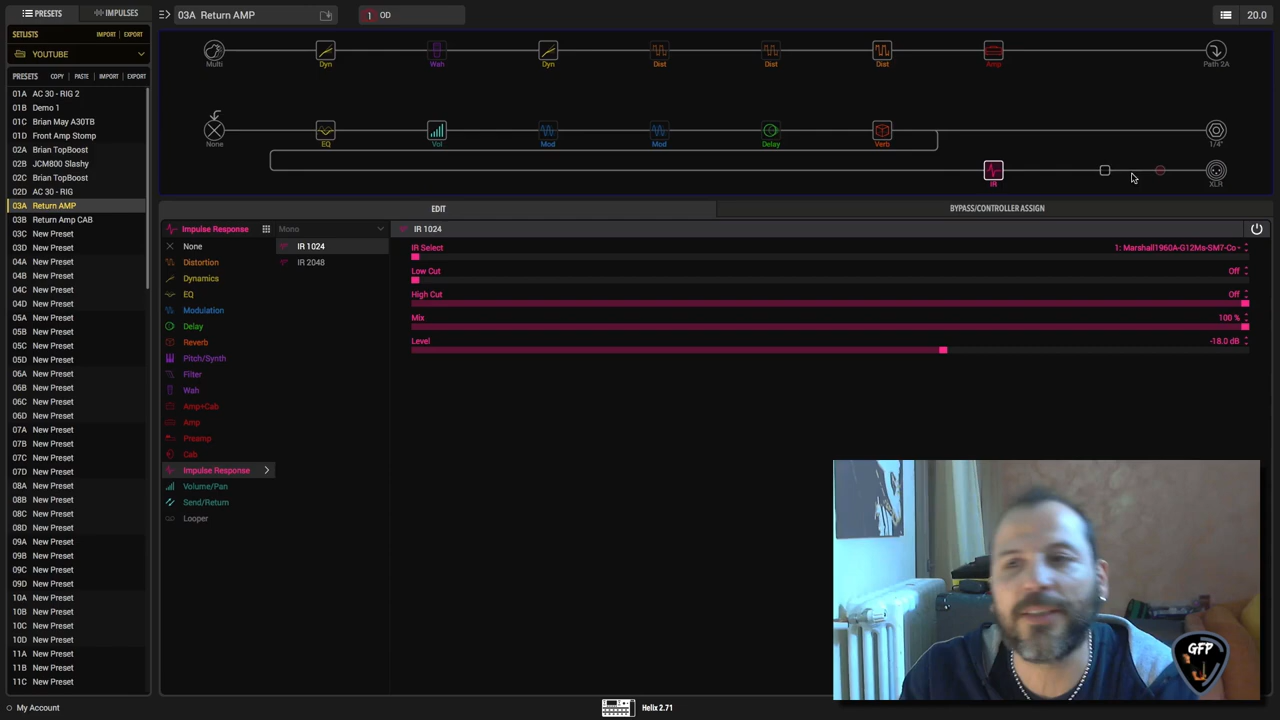 PRESETS
IMPULSES
03A Return AMP
1 OD
20.0
SETLISTS
IMPORT
EXPORT
YOUTUBE
PRESETS
COPY
PASTE
IMPORT
EXPORT
01A AC 30 - RIG 2
01B Demo 1
01C Brian May A30TB
01D Front Amp Stomp
02A Brian TopBoost
02B JCM800 Slashy
02C Brian TopBoost
02D AC 30 - RIG
03A Return AMP
03B Return Amp CAB
03C New Preset
03D New Preset
04A New Preset
04B New Preset
04C New Preset
04D New Preset
05A New Preset
05B New Preset
05C New Preset
05D New Preset
06A New Preset
06B New Preset
06C New Preset
06D New Preset
07A New Preset
07B New Preset
07C New Preset
07D New Preset
08A New Preset
08B New Preset
08C New Preset
08D New Preset
09A New Preset
09B New Preset
09C New Preset
09D New Preset
10A New Preset
10B New Preset
10C New Preset
10D New Preset
11A New Preset
11B New Preset
11C New Preset
My Account
Multi
Dyn
Wah
Dyn
Dist
Dist
Dist
Amp
Path 2A
None
EQ
Vol
Mod
Mod
Delay
Verb
1/4"
IR
XLR
EDIT
BYPASS/CONTROLLER ASSIGN
Impulse Response
None
Distortion
Dynamics
EQ
Modulation
Delay
Reverb
Pitch/Synth
Filter
Wah
Amp+Cab
Amp
Preamp
Cab
Impulse Response
Volume/Pan
Send/Return
Looper
Mono
IR 1024
IR 2048
IR 1024
IR Select
1: Marshall1960A-G12Ms-SM7-Co
Low Cut
Off
High Cut
Off
Mix
100 %
Level
-18.0 dB
GFP
Helix 2.71